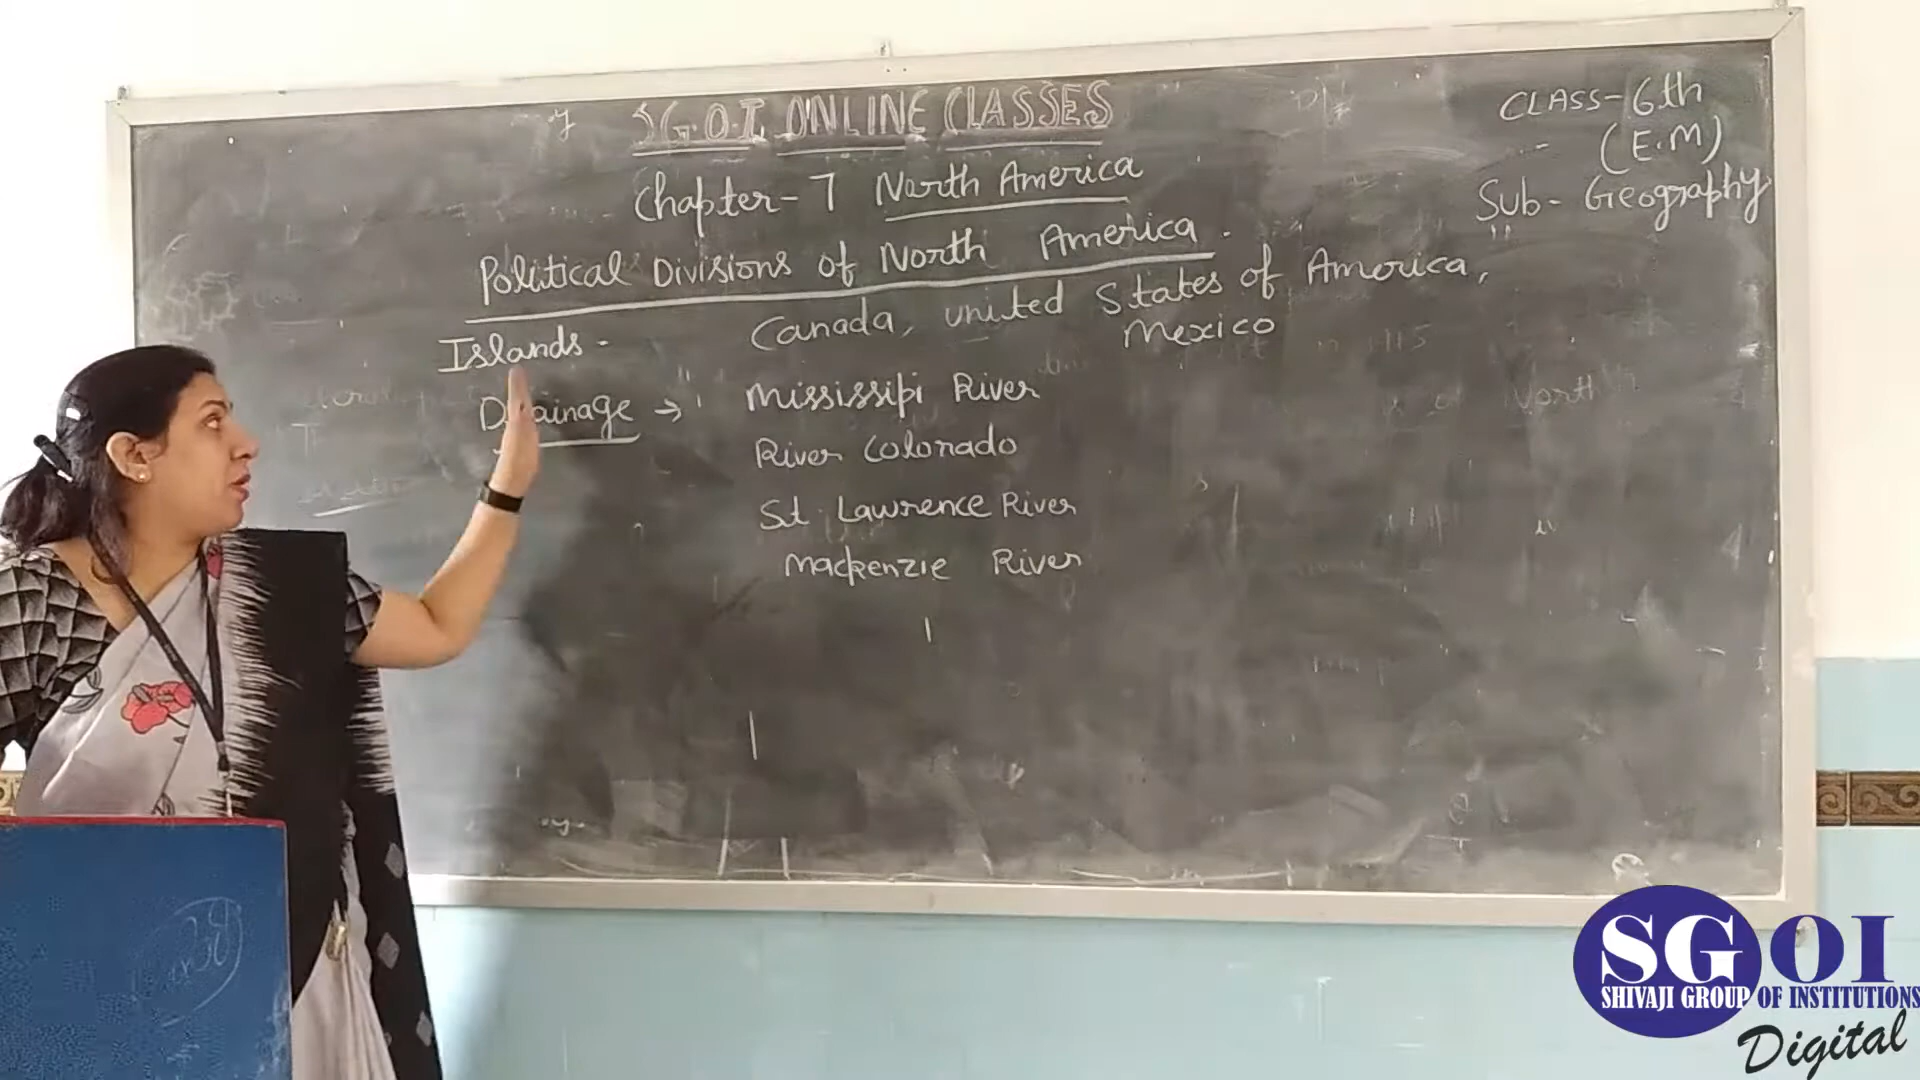 S.G.O.I. ONLINE CLASSES
CLASS-6th
(E.M)
Sub- Geography
Chapter-7 North America
Political Divisions of North America.
Islands- Canada, united States of America,
Mexico
Drainage → Mississipi River
River Colorado
St. Lawrence River
Mackenzie River
SGOI
SHIVAJI GROUP OF INSTITUTIONS
Digital